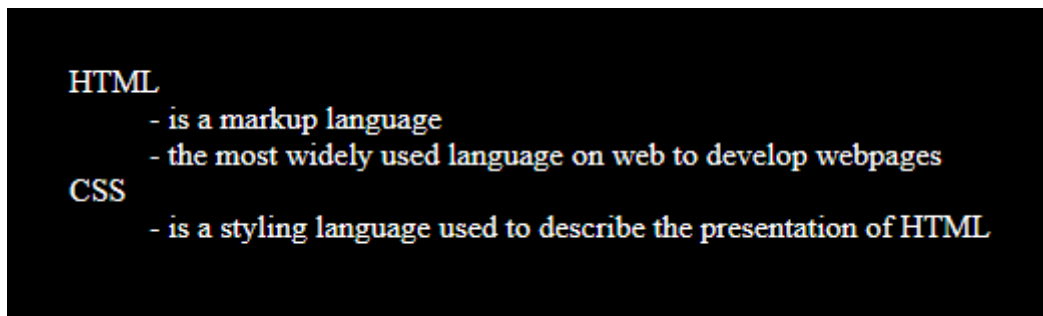 HTML
- is a markup language
- the most widely used language on web to develop webpages
CSS
- is a styling language used to describe the presentation of HTML